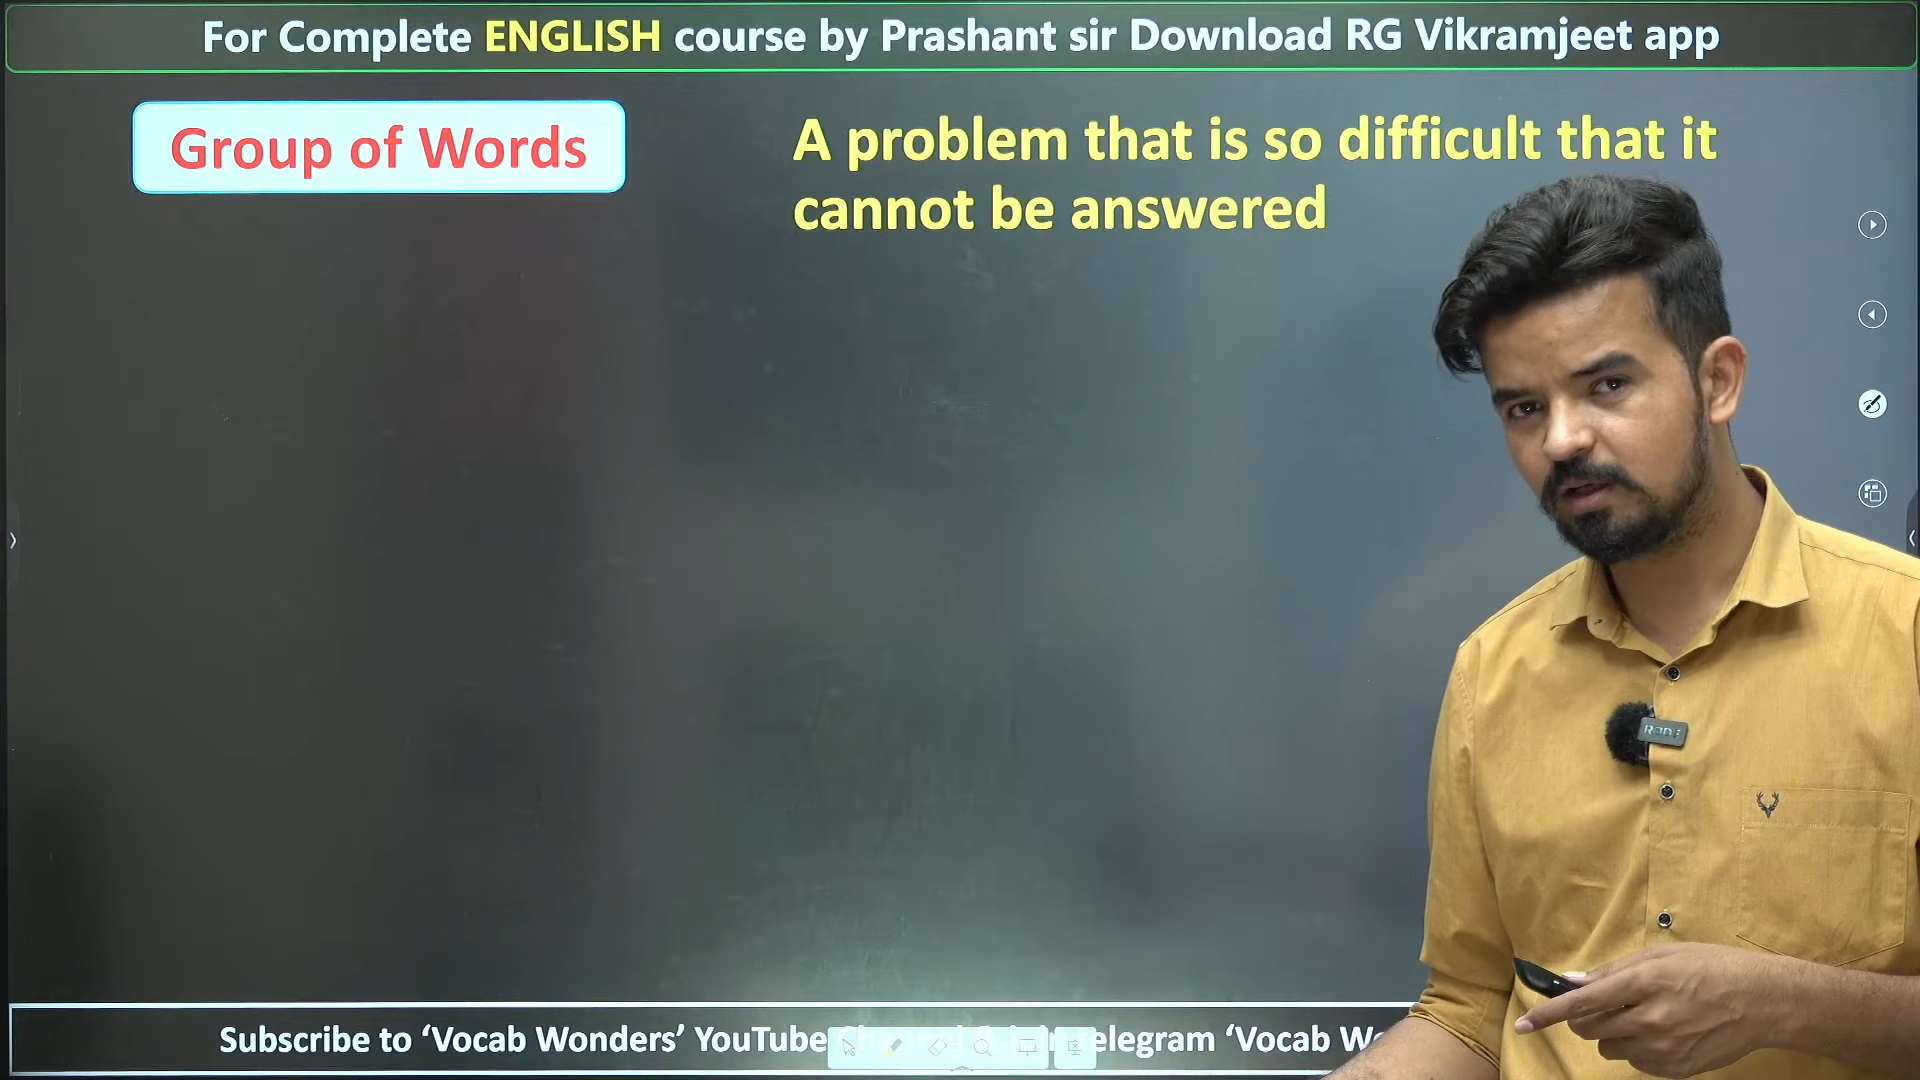 For Complete ENGLISH course by Prashant sir Download RG Vikramjeet app
Group of Words
A problem that is so difficult that it
cannot be answered
RODE
Subscribe to ‘Vocab Wonders’ YouTube elegram ‘Vocab